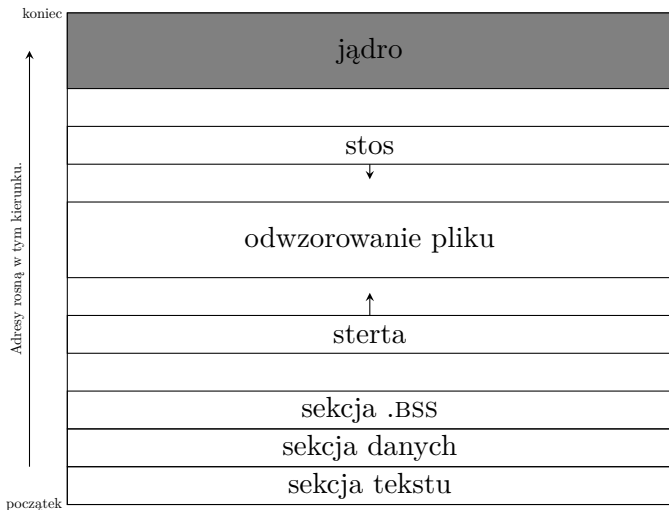 koniec
jądro
stos
odwzorowanie pliku
Adresy rosną w tym kierunku.
sterta
sekcja .BSS
sekcja danych
sekcja tekstu
początek